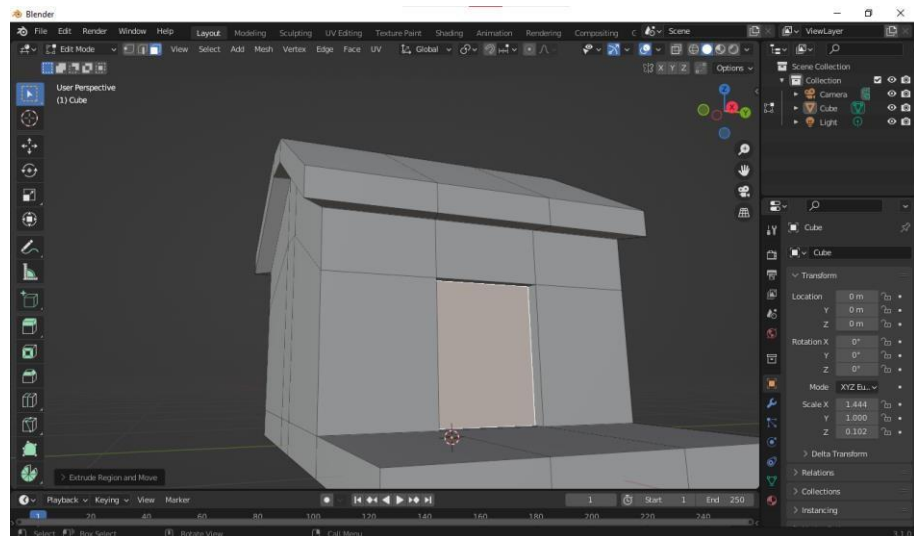 Blender
File Edit Render Window Help Layout Modeling Sculpting UV Editing Texture Paint Shading Animation Rendering Compositing Scene ViewLayer
Edit Mode View Select Add Mesh Vertex Edge Face UV Global
X Y Z Options
User Perspective
(1) Cube
Scene Collection
Collection
Camera
Cube
Light
Cube
Cube
Transform
Location 0 m
Y 0 m
Z 0 m
Rotation X 0°
Y 0°
Z 0°
Mode XYZ Eu...
Scale X 1.444
Y 1.000
Z 0.102
Delta Transform
Relations
Collections
Instancing
Extrude Region and Move
Playback Keying View Marker 1 Start 1 End 250
1 20 40 60 80 100 120 140 160 180 200 220 240
Select Box Select Rotate View Call Menu 3.1.0